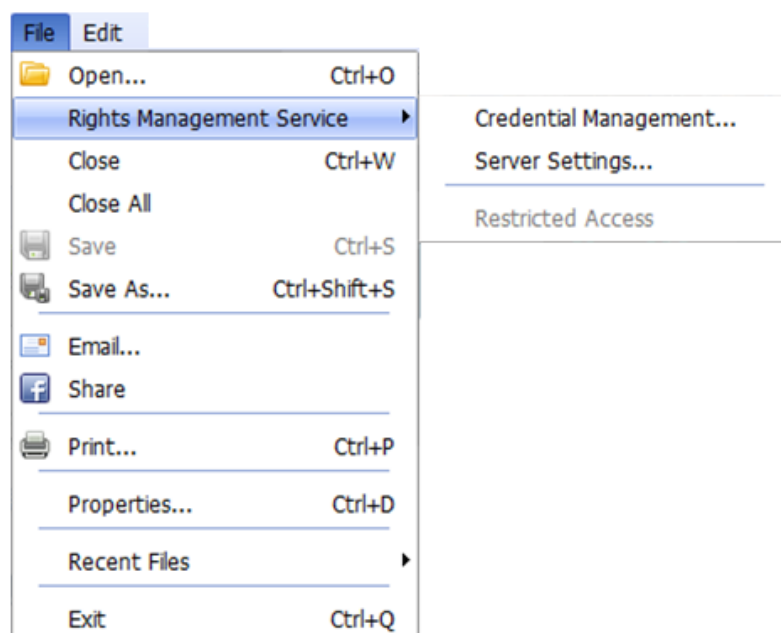 File Edit
Open... Ctrl+O
Rights Management Service
Credential Management...
Close Ctrl+W
Server Settings...
Close All
Restricted Access
Save Ctrl+S
Save As... Ctrl+Shift+S
Email...
Share
Print... Ctrl+P
Properties... Ctrl+D
Recent Files
Exit Ctrl+Q